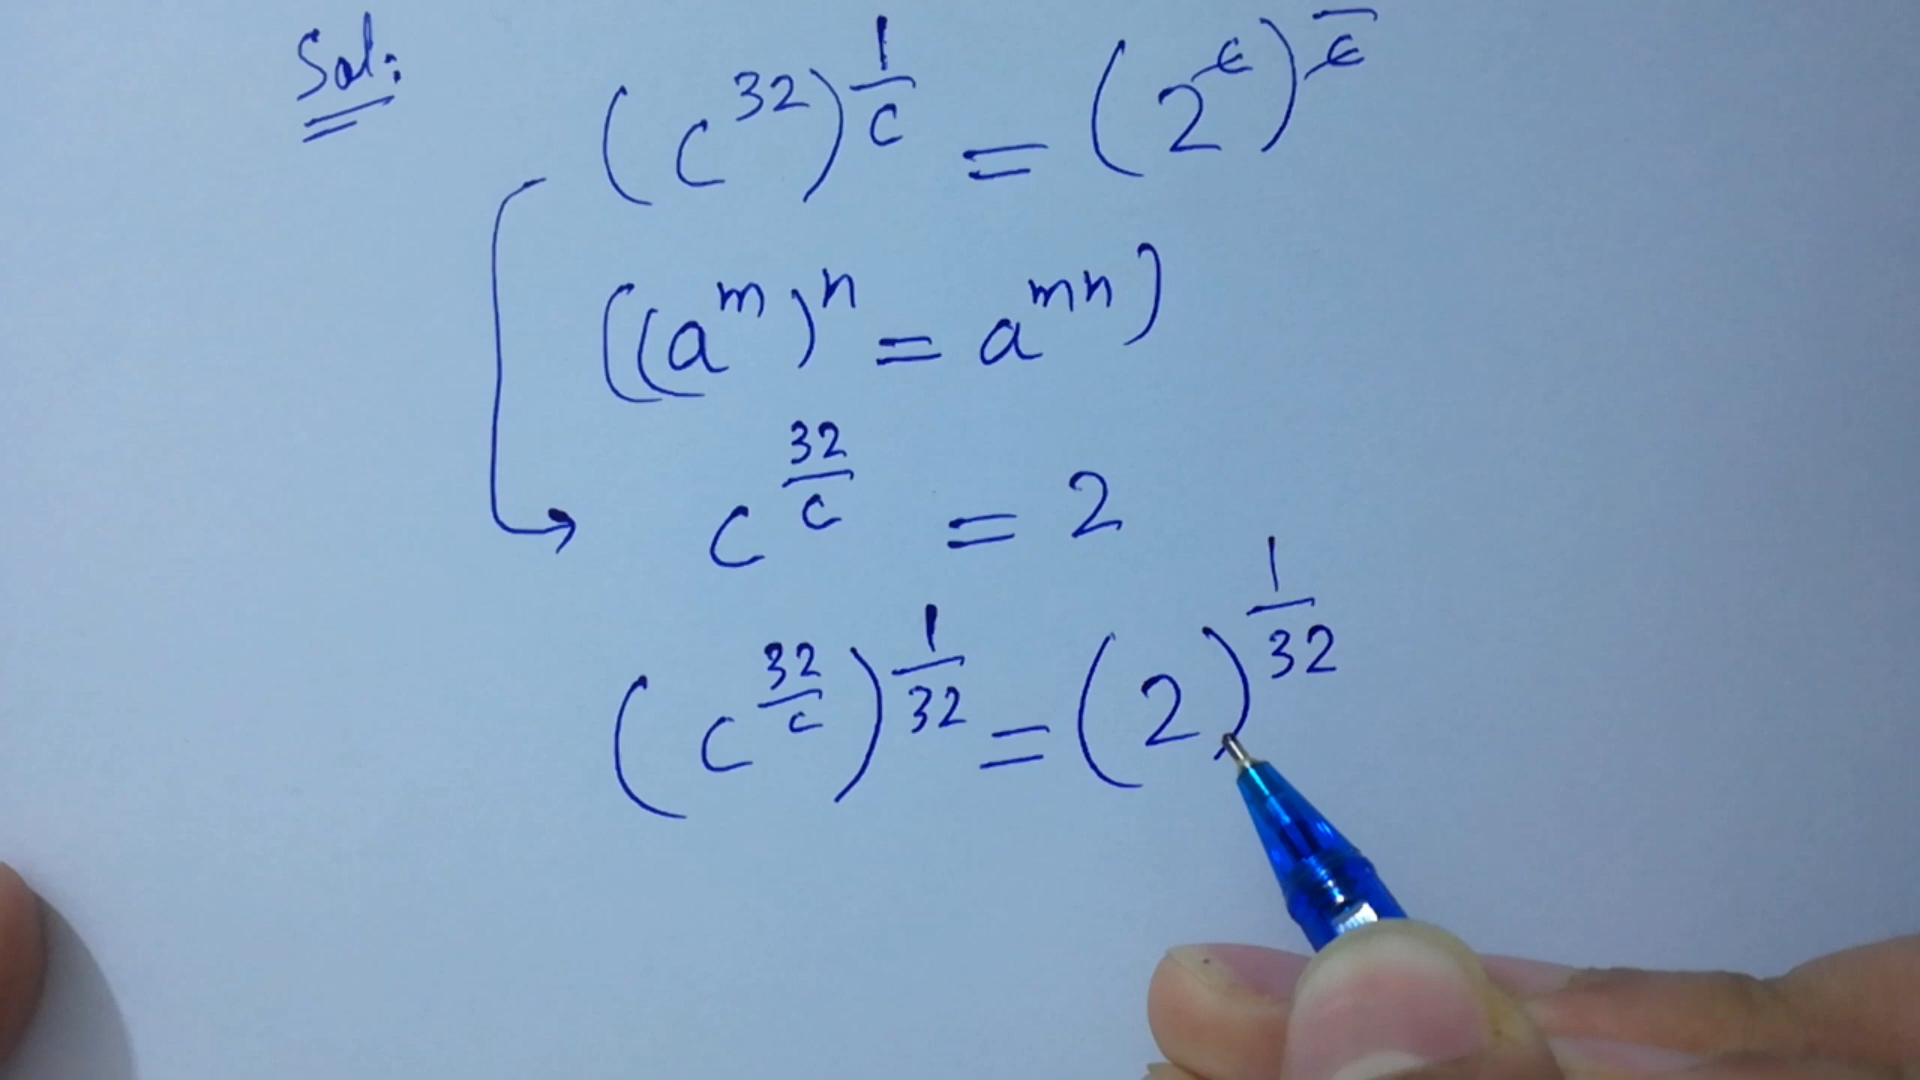 Sol:
(c^32)^(1/c) = (2^c)^(1/c)
((a^m)^n = a^mn)
c^(32/c) = 2
(c^(32/c))^(1/32) = (2)^(1/32)